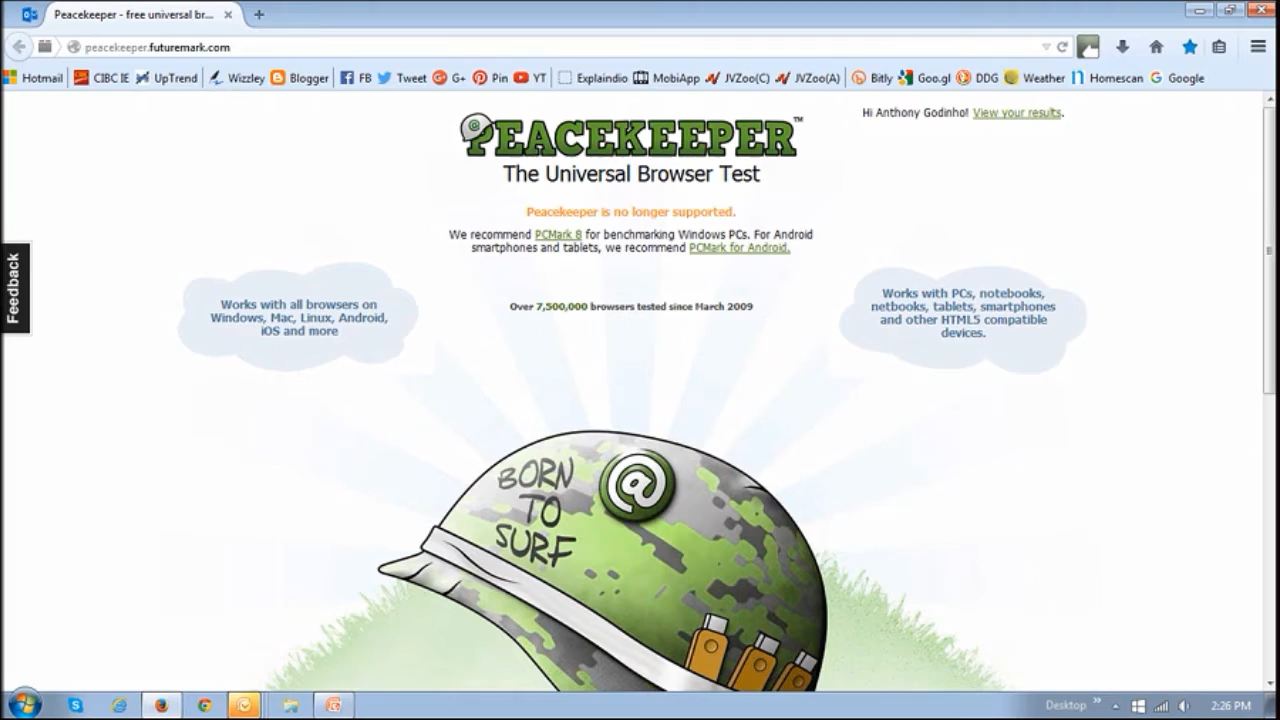 Peacekeeper - free universal br...
peacekeeper.futuremark.com
Hotmail CIBC IE UpTrend Wizzley Blogger FB Tweet G+ Pin YT Explaindio MobiApp JVZoo(C) JVZoo(A) Bitly Goo.gl DDG Weather Homescan Google
Hi Anthony Godinho! View your results.
PEACEKEEPER™
The Universal Browser Test
Peacekeeper is no longer supported.
We recommend PCMark 8 for benchmarking Windows PCs. For Android
smartphones and tablets, we recommend PCMark for Android.
Feedback
Works with all browsers on
Windows, Mac, Linux, Android,
iOS and more
Over 7,500,000 browsers tested since March 2009
Works with PCs, notebooks,
netbooks, tablets, smartphones
and other HTML5 compatible
devices.
BORN
TO
SURF
@
Desktop
2:26 PM